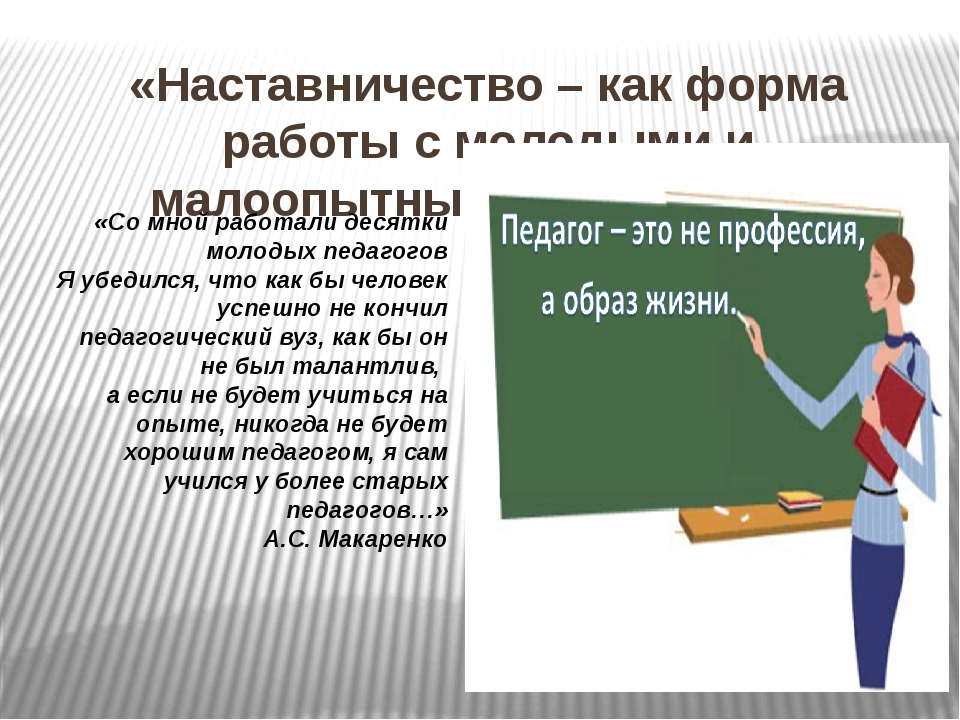 «Наставничество – как форма
работы с молодыми и
малоопытны
«Со мной работали десятки
молодых педагогов
Я убедился, что как бы человек
успешно не кончил
педагогический вуз, как бы он
не был талантлив,
а если не будет учиться на
опыте, никогда не будет
хорошим педагогом, я сам
учился у более старых
педагогов…»
А.С. Макаренко
Педагог – это не профессия,
а образ жизни.